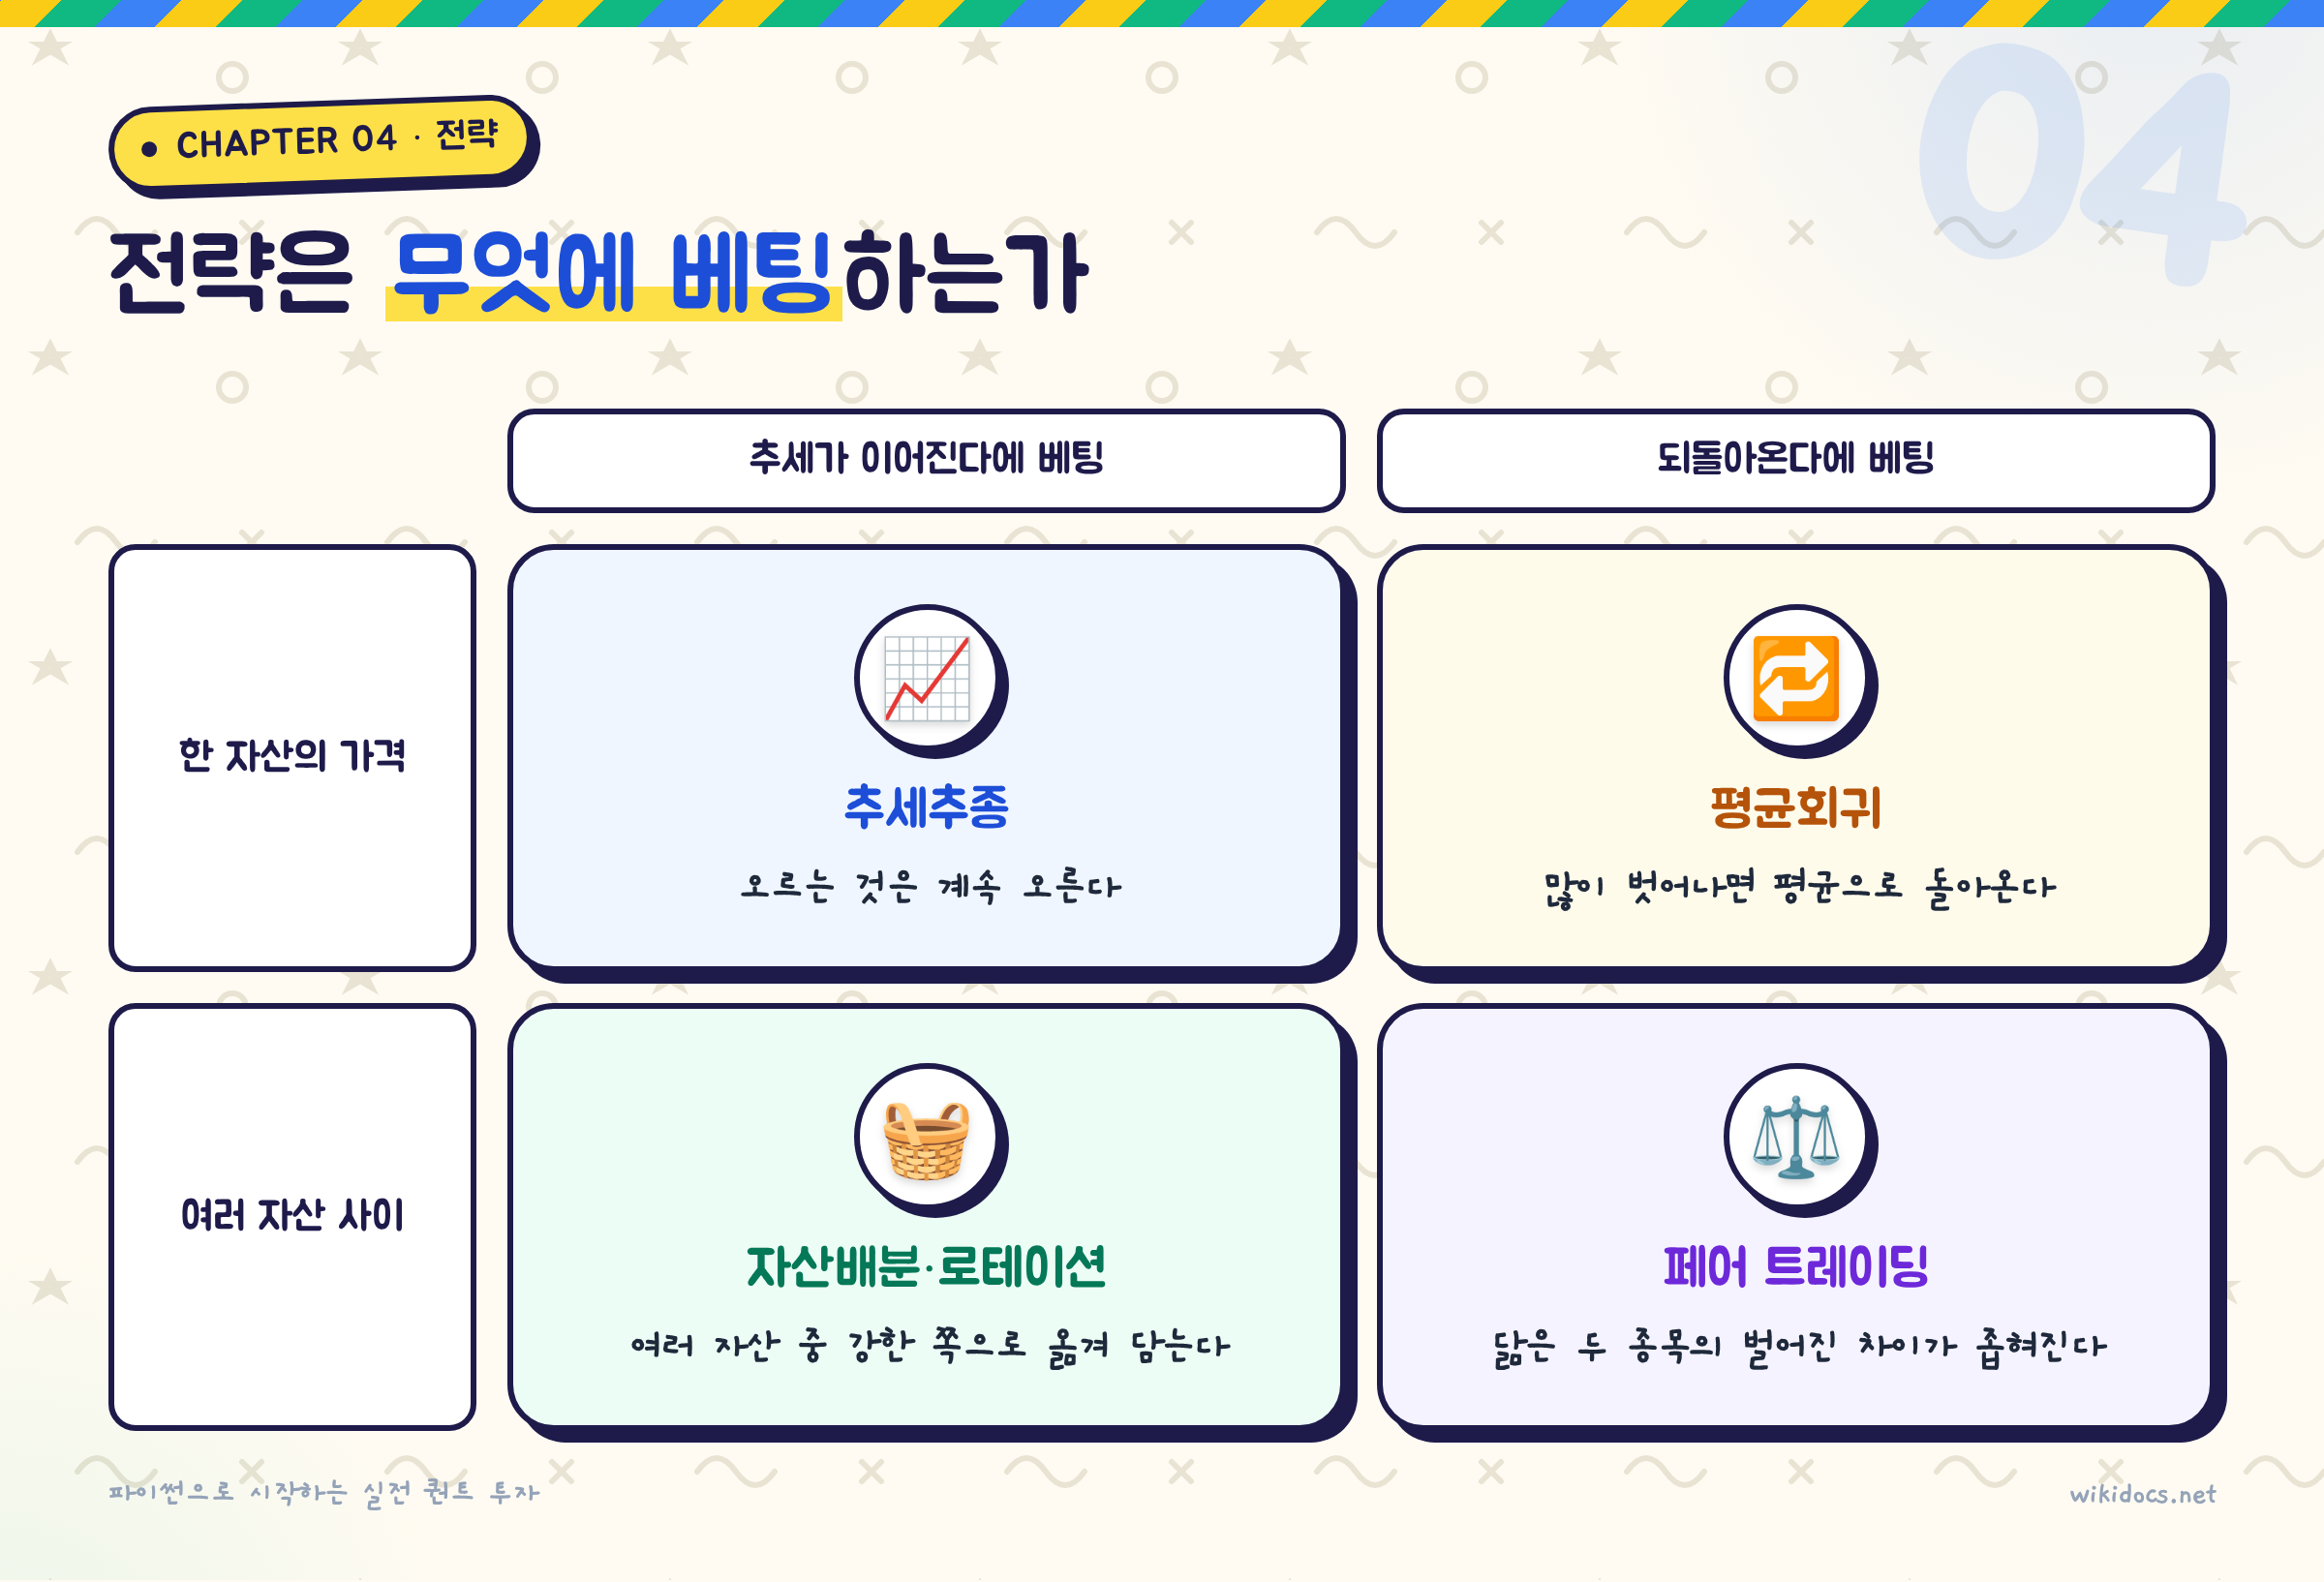 04
CHAPTER 04 · 전략
전략은 무엇에 베팅하는가
추세가 이어진다에 베팅
되돌아온다에 베팅
한 자산의 가격
추세추종
오르는 것은 계속 오른다
평균회귀
많이 벗어나면 평균으로 돌아온다
여러 자산 사이
자산배분·로테이션
여러 자산 중 강한 쪽으로 옮겨 담는다
페어 트레이딩
닮은 두 종목의 벌어진 차이가 좁혀진다
파이썬으로 시작하는 실전 퀀트 투자
wikidocs.net